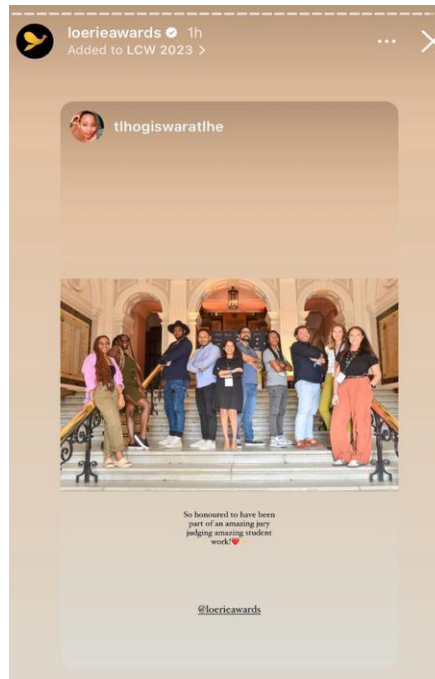 loerieawards 1h
Added to LCW 2023 >
tlhogiswaratlhe
So honoured to have been
part of an amazing jury
judging amazing student
work!❤️
@loerieawards